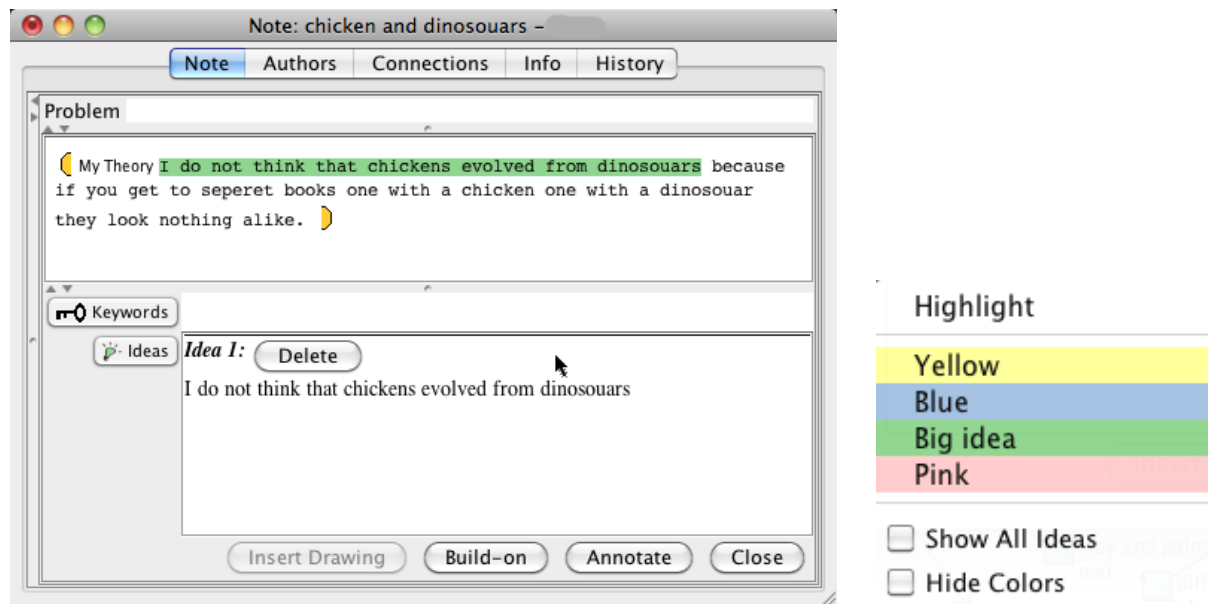 Note: chicken and dinosouars –
Note Authors Connections Info History
Problem
My Theory I do not think that chickens evolved from dinosouars because
if you get to seperet books one with a chicken one with a dinosouar
they look nothing alike.
Keywords
Ideas
Idea 1: Delete
I do not think that chickens evolved from dinosouars
Insert Drawing Build-on Annotate Close
Highlight
Yellow
Blue
Big idea
Pink
Show All Ideas
Hide Colors